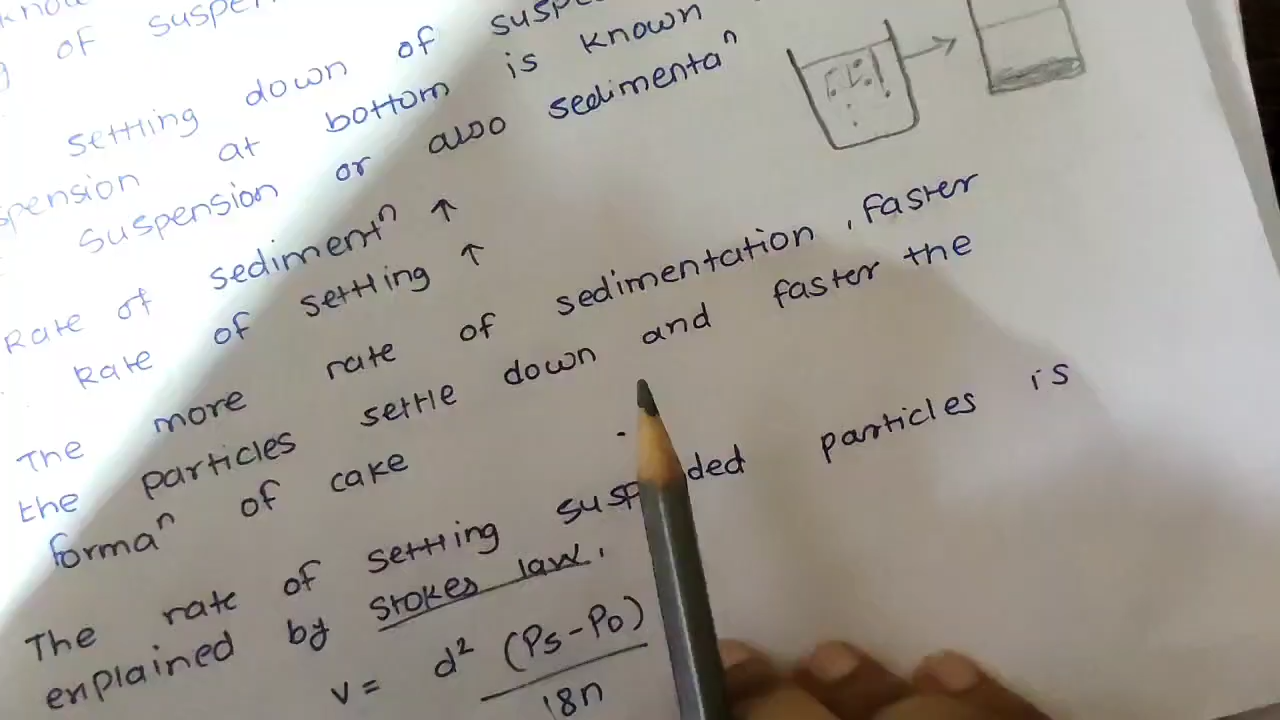 of suspen
settling down of susp
at bottom is known
spension
suspension or also sedimentaⁿ
Rate of sedimentⁿ ↑
Rate of settling ↑
The more rate of sedimentation, faster
the particles settle down and faster the
formaⁿ of cake
The rate of settling suspended particles is
explained by stokes law.
v = d² (Ps-Po)
18n